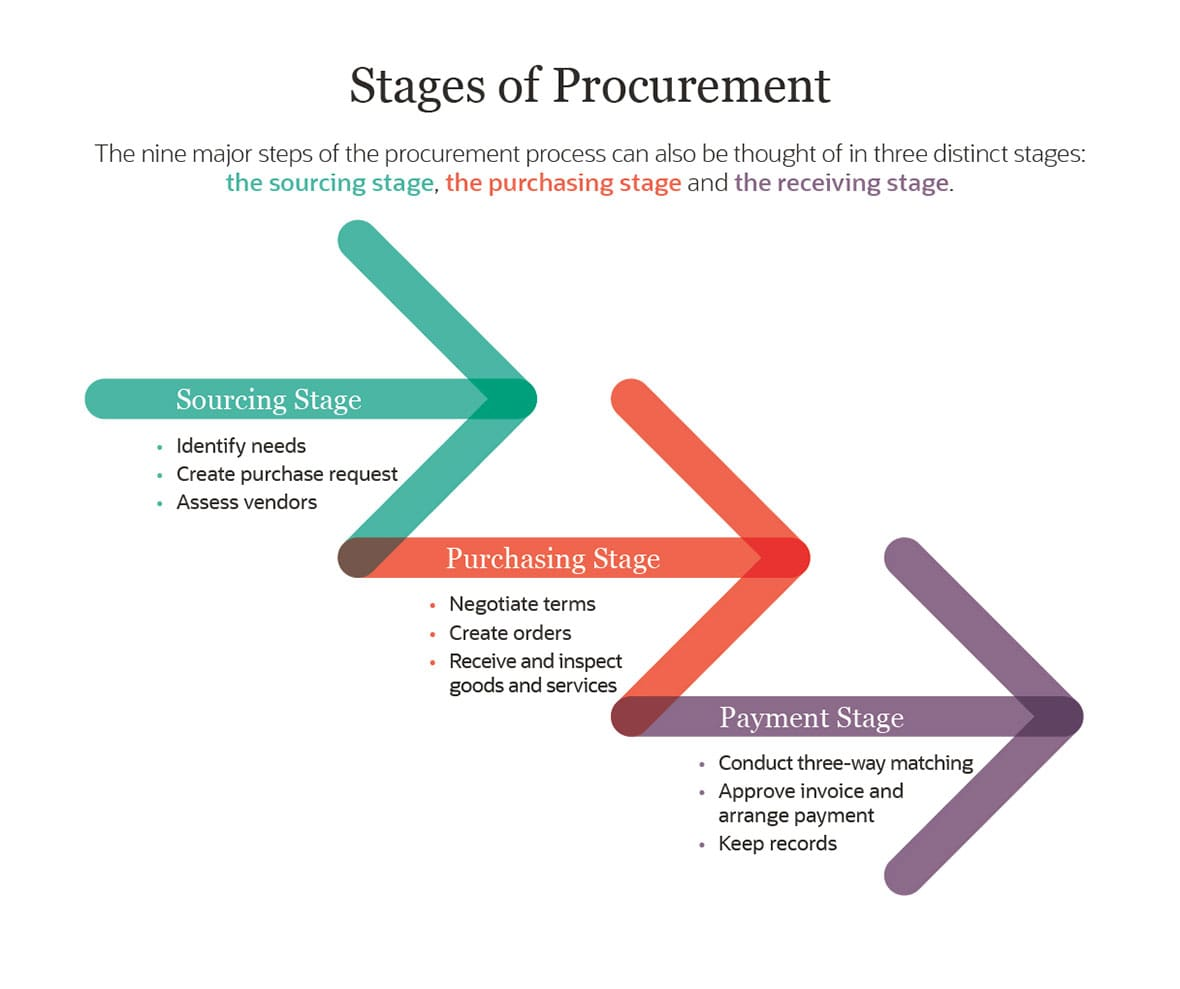 Stages of Procurement
The nine major steps of the procurement process can also be thought of in three distinct stages:
the sourcing stage, the purchasing stage and the receiving stage.
Sourcing Stage
• Identify needs
• Create purchase request
• Assess vendors
Purchasing Stage
• Negotiate terms
• Create orders
• Receive and inspect
goods and services
Payment Stage
• Conduct three-way matching
• Approve invoice and
arrange payment
• Keep records